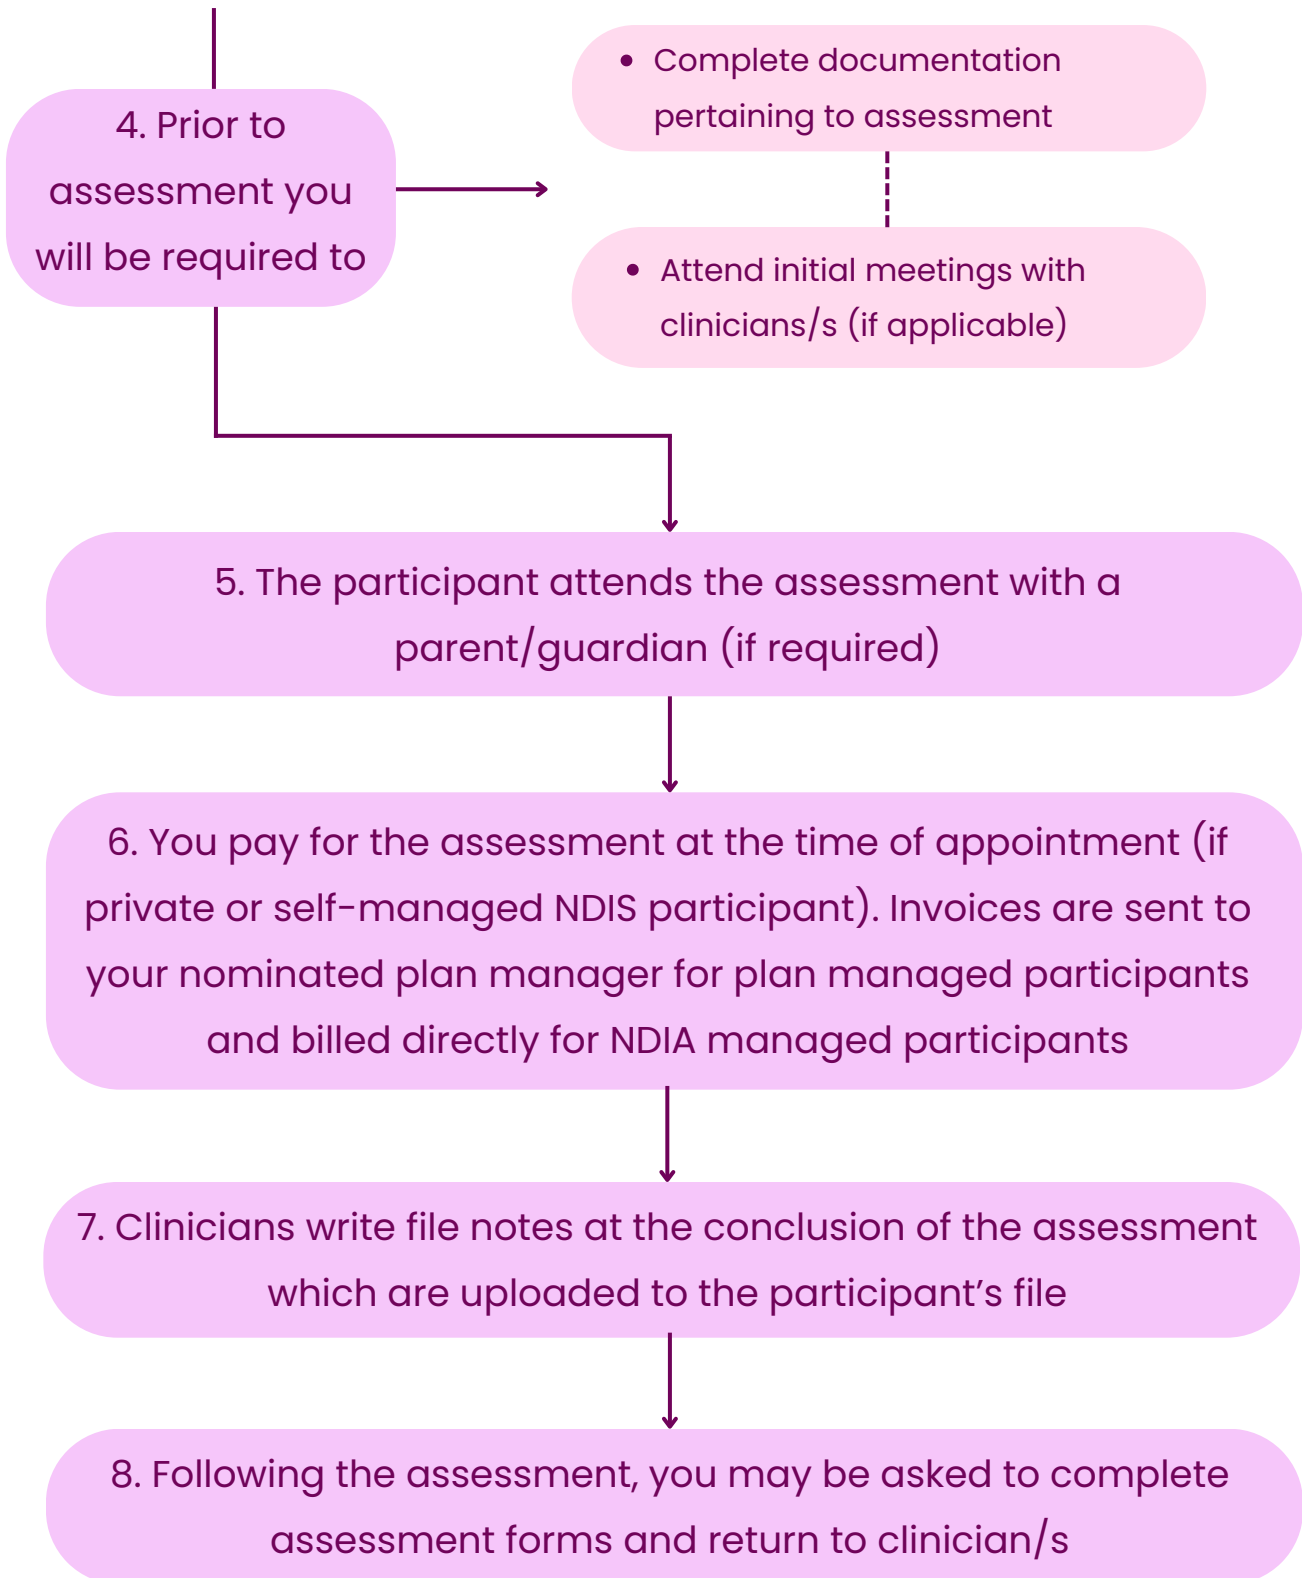 4. Prior to
assessment you
will be required to
• Complete documentation
pertaining to assessment
• Attend initial meetings with
clinicians/s (if applicable)
5. The participant attends the assessment with a
parent/guardian (if required)
6. You pay for the assessment at the time of appointment (if
private or self-managed NDIS participant). Invoices are sent to
your nominated plan manager for plan managed participants
and billed directly for NDIA managed participants
7. Clinicians write file notes at the conclusion of the assessment
which are uploaded to the participant’s file
8. Following the assessment, you may be asked to complete
assessment forms and return to clinician/s